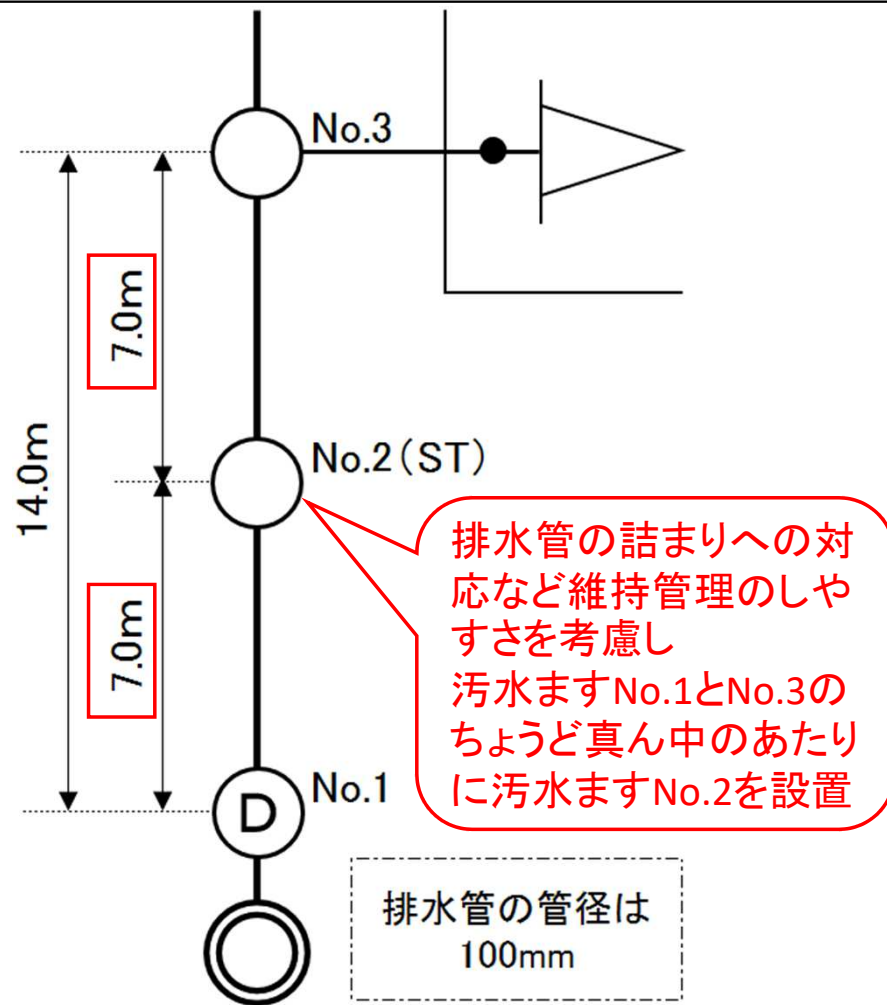 No.3
7.0m
14.0m
No.2(ST)
7.0m
排水管の詰まりへの対
応など維持管理のしや
すさを考慮し
汚水ますNo.1とNo.3の
ちょうど真ん中のあたり
に汚水ますNo.2を設置
No.1
D
排水管の管径は
100mm